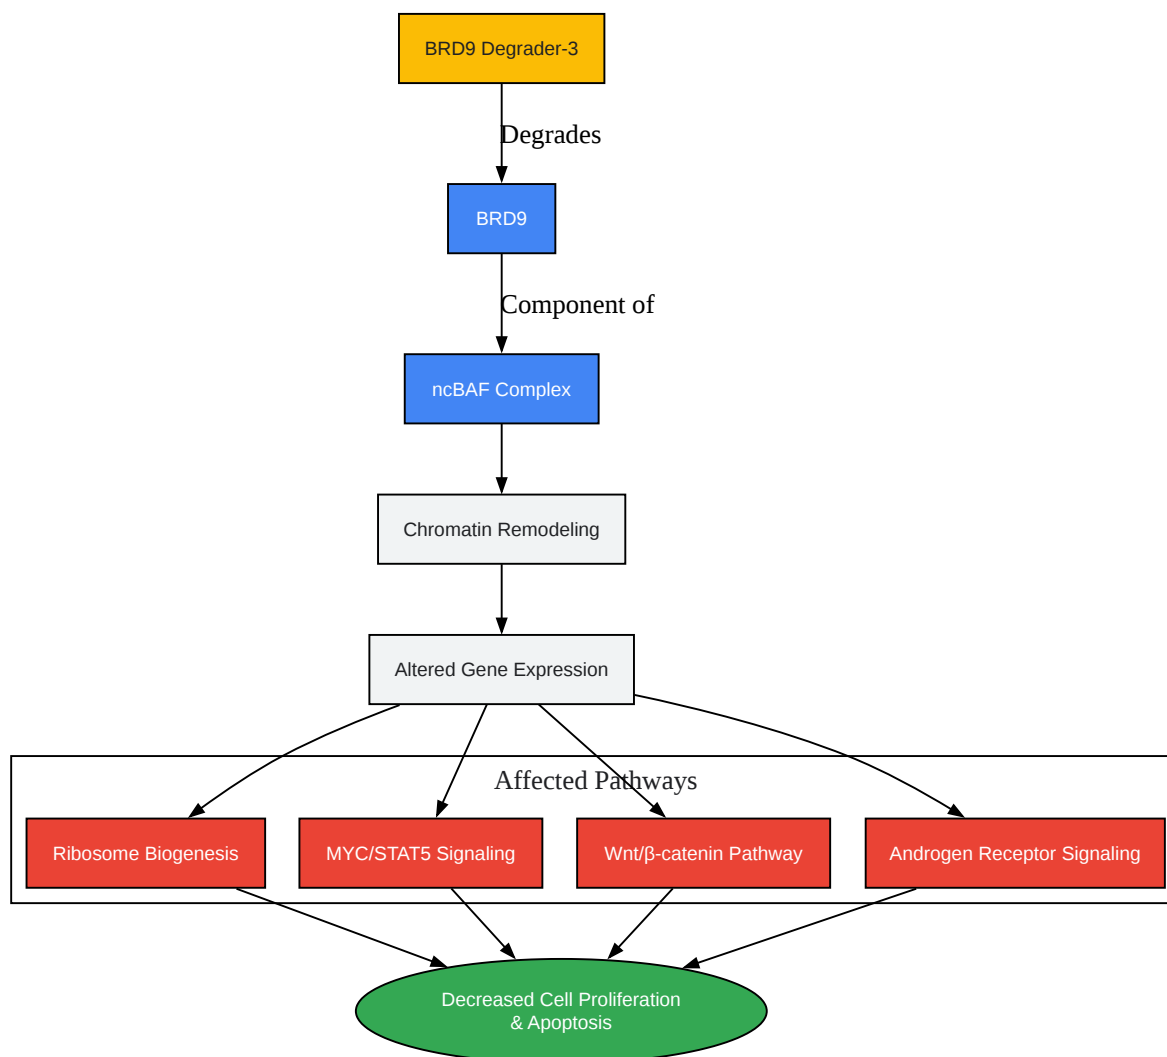 BRD9 Degrader-3
Degrades
BRD9
Component of
ncBAF Complex
Chromatin Remodeling
Altered Gene Expression
Affected Pathways
Ribosome Biogenesis
MYC/STAT5 Signaling
Wnt/β-catenin Pathway
Androgen Receptor Signaling
Decreased Cell Proliferation
& Apoptosis